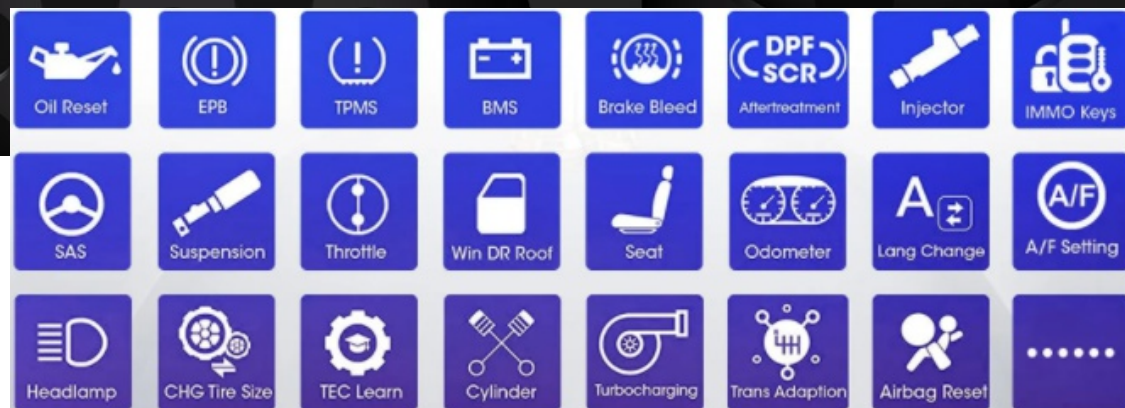 Oil Reset
EPB
TPMS
BMS
Brake Bleed
DPF
SCR
Aftertreatment
Injector
IMMO Keys
SAS
Suspension
Throttle
Win DR Roof
Seat
Odometer
A
Lang Change
A/F
A/F Setting
Headlamp
CHG Tire Size
TEC Learn
Cylinder
Turbocharging
Trans Adaption
Airbag Reset
......